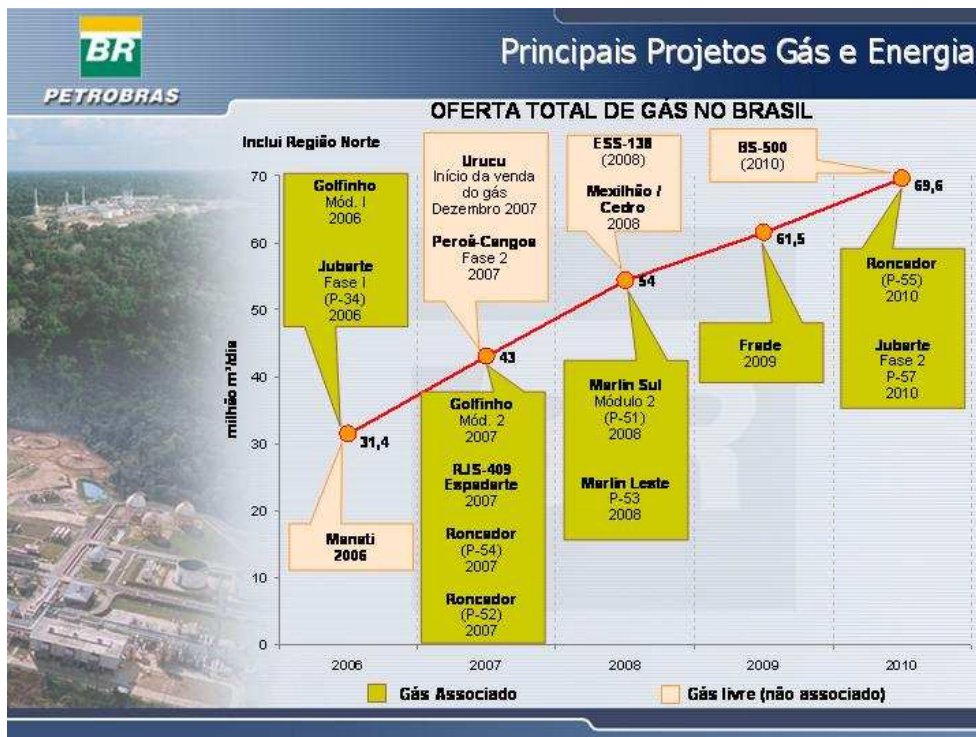 BR
PETROBRAS
Principais Projetos Gás e Energia
OFERTA TOTAL DE GÁS NO BRASIL
Inclui Região Norte
milhão m³/dia
70
60
50
40
30
20
10
0
Golfinho
Mód. I
2006
Jubarte
Fase I
(P-34)
2006
31,4
Manati
2006
Urucu
Início da venda
do gás
Dezembro 2007
Peroá-Cangoa
Fase 2
2007
43
Golfinho
Mód. 2
2007
RJS-409
Espadarte
2007
Roncador
(P-54)
2007
Roncador
(P-52)
2007
ESS-138
(2008)
Mexilhão /
Cedro
2008
54
Marlin Sul
Módulo 2
(P-51)
2008
Marlin Leste
P-53
2008
BS-500
(2010)
61,5
Frade
2009
69,6
Roncador
(P-55)
2010
Jubarte
Fase 2
P-57
2010
2006
2007
2008
2009
2010
Gás Associado
Gás livre (não associado)